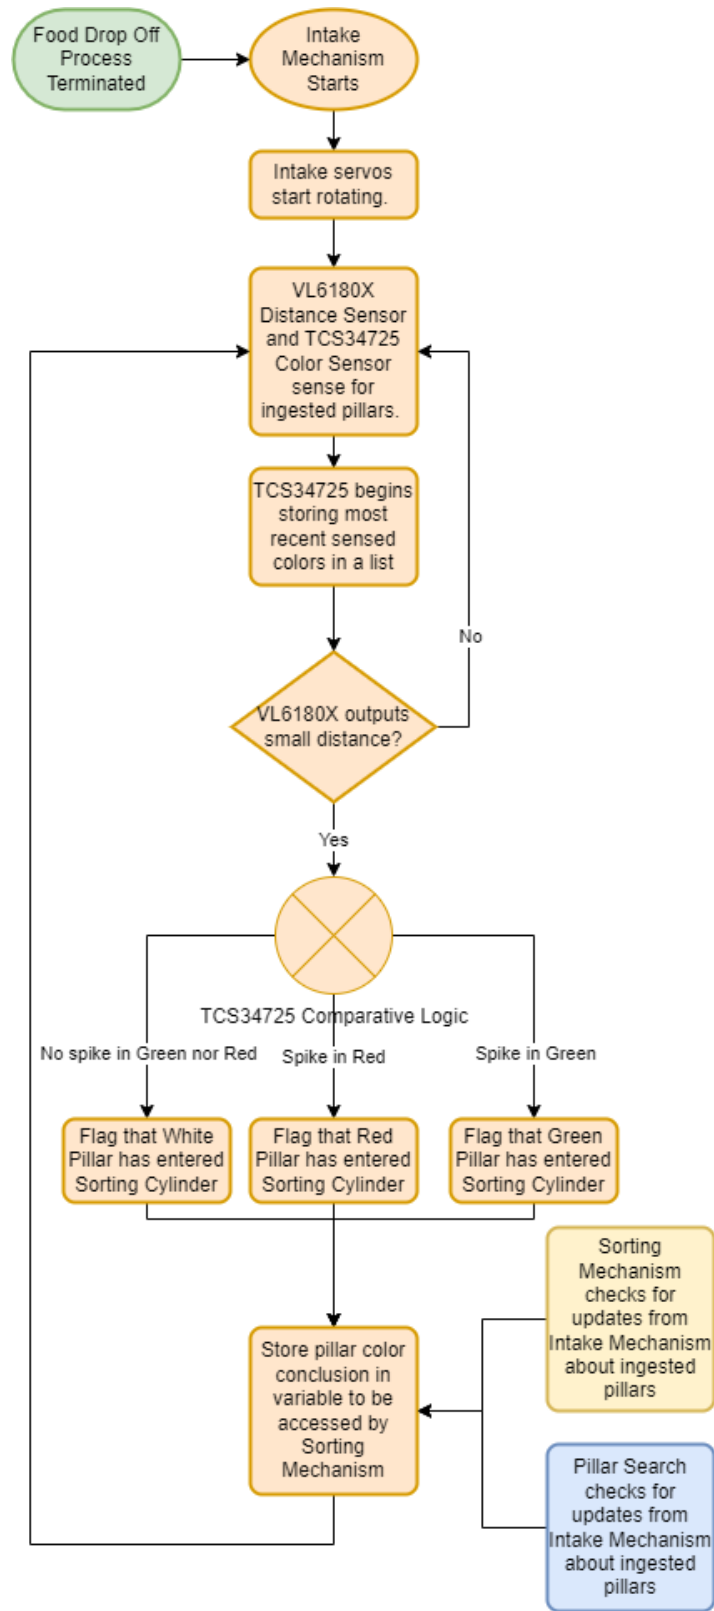 Food Drop Off
Process
Terminated
Intake
Mechanism
Starts
Intake servos
start rotating.
VL6180X
Distance Sensor
and TCS34725
Color Sensor
sense for
ingested pillars.
TCS34725 begins
storing most
recent sensed
colors in a list
No
VL6180X outputs
small distance?
Yes
TCS34725 Comparative Logic
No spike in Green nor Red
Spike in Red
Spike in Green
Flag that White
Pillar has entered
Sorting Cylinder
Flag that Red
Pillar has entered
Sorting Cylinder
Flag that Green
Pillar has entered
Sorting Cylinder
Sorting
Mechanism
checks for
updates from
Intake Mechanism
about ingested
pillars
Store pillar color
conclusion in
variable to be
accessed by
Sorting
Mechanism
Pillar Search
checks for
updates from
Intake Mechanism
about ingested
pillars